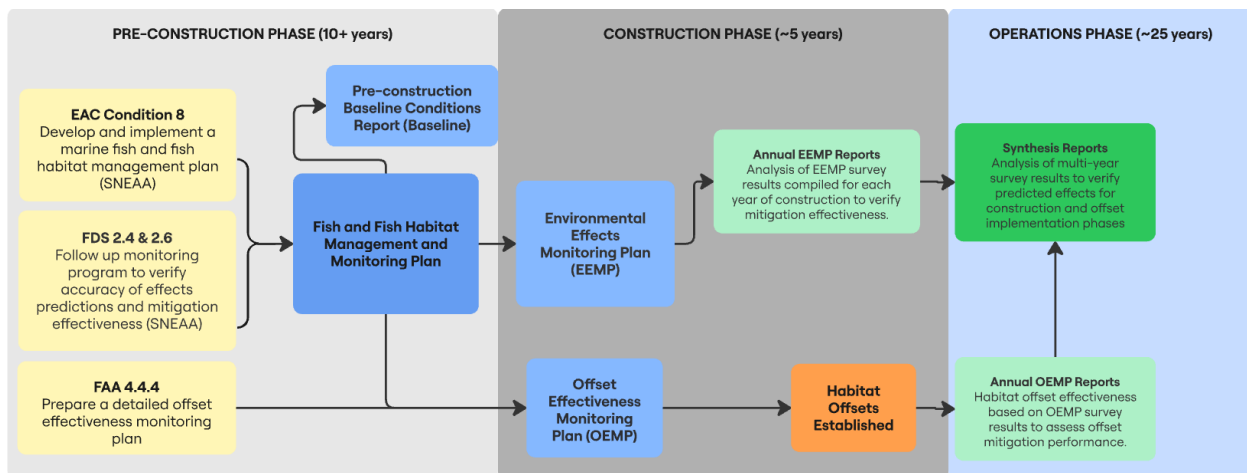 PRE-CONSTRUCTION PHASE (10+ years)
CONSTRUCTION PHASE (~5 years)
OPERATIONS PHASE (~25 years)
EAC Condition 8
Develop and implement a
marine fish and fish
habitat management plan
(SNEAA)
FDS 2.4 & 2.6
Follow up monitoring
program to verify
accuracy of effects
predictions and mitigation
effectiveness (SNEAA)
FAA 4.4.4
Prepare a detailed offset
effectiveness monitoring
plan
Pre-construction
Baseline Conditions
Report (Baseline)
Fish and Fish Habitat
Management and
Monitoring Plan
Environmental
Effects
Monitoring Plan
(EEMP)
Offset
Effectiveness
Monitoring
Plan (OEMP)
Annual EEMP Reports
Analysis of EEMP survey
results compiled for each
year of construction to verify
mitigation effectiveness.
Habitat
Offsets
Established
Synthesis Reports
Analysis of multi-year
survey results to verify
predicted effects for
construction and offset
implementation phases
Annual OEMP Reports
Habitat offset effectiveness
based on OEMP survey
results to assess offset
mitigation performance.